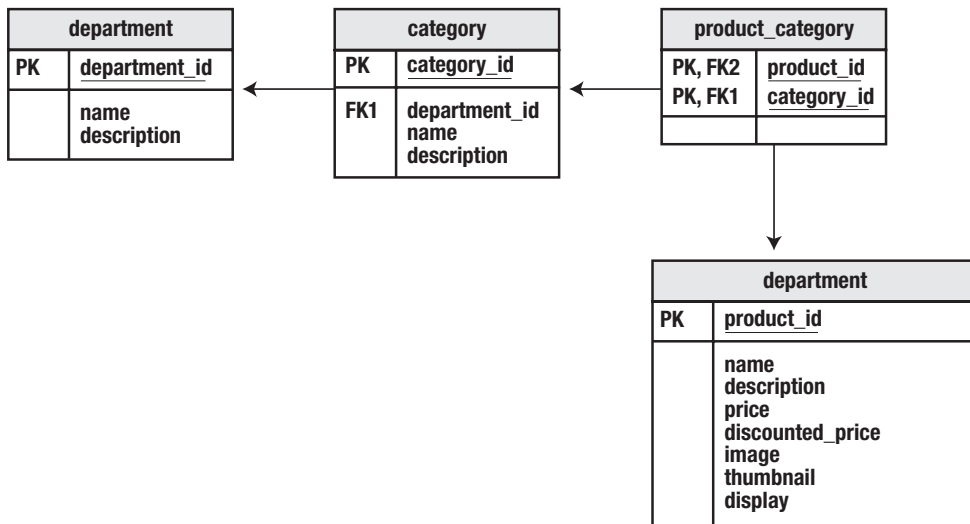 department
PK department_id
name
description
category
PK category_id
FK1 department_id
name
description
product_category
PK, FK2 product_id
PK, FK1 category_id
department
PK product_id
name
description
price
discounted_price
image
thumbnail
display